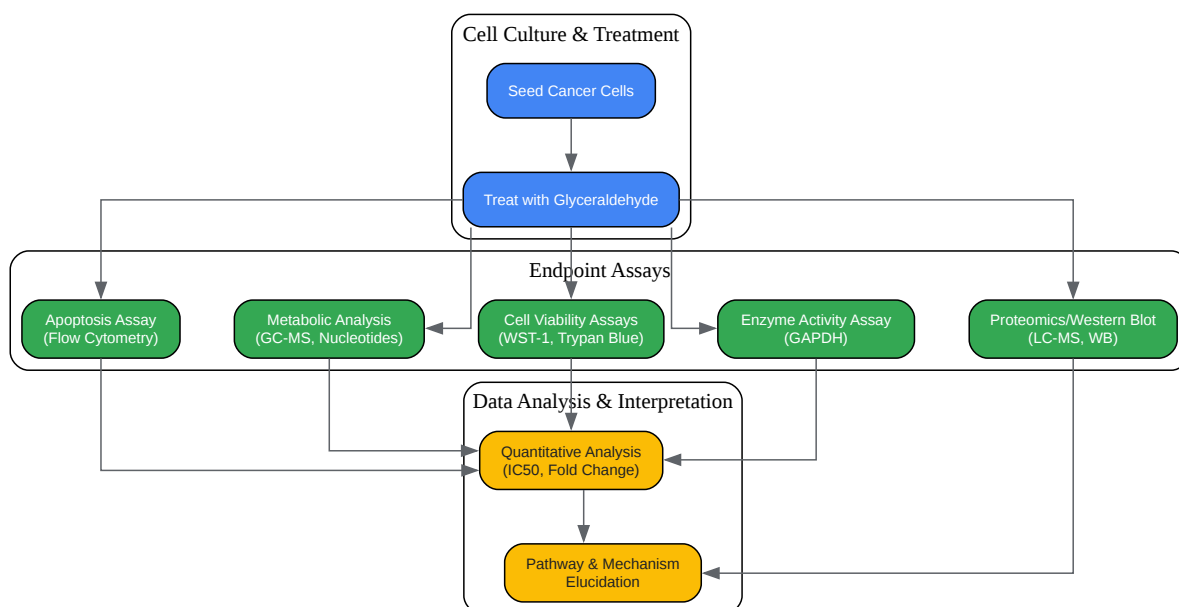 Cell Culture & Treatment
Seed Cancer Cells
Treat with Glyceraldehyde
Endpoint Assays
Apoptosis Assay
(Flow Cytometry)
Metabolic Analysis
(GC-MS, Nucleotides)
Cell Viability Assays
(WST-1, Trypan Blue)
Enzyme Activity Assay
(GAPDH)
Proteomics/Western Blot
(LC-MS, WB)
Data Analysis & Interpretation
Quantitative Analysis
(IC50, Fold Change)
Pathway & Mechanism
Elucidation